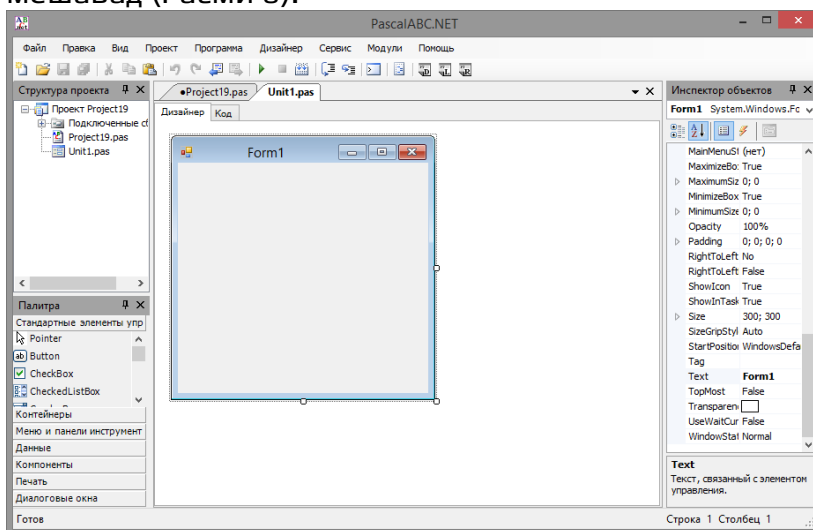 мешавад (Расми 8).
PascalABC.NET
Файл Правка Вид Проект Программа Дизайнер Сервис Модули Помощь
Структура проекта
Проект Project19
Подключенные сб
Project19.pas
Unit1.pas
•Project19.pas Unit1.pas
Дизайнер Код
Form1
Палитра
Стандартные элементы упр
Pointer
Button
CheckBox
CheckedListBox
Контейнеры
Меню и панели инструмент
Данные
Компоненты
Печать
Диалоговые окна
Инспектор объектов
Form1 System.Windows.Fc
MainMenuSt (нет)
MaximizeBo: True
MaximumSiz 0; 0
MinimizeBox True
MinimumSize 0; 0
Opacity 100%
Padding 0; 0; 0; 0
RightToLeft No
RightToLeft False
ShowIcon True
ShowInTask True
Size 300; 300
SizeGripStyl Auto
StartPosition WindowsDefa
Tag
Text Form1
TopMost False
Transparen
UseWaitCur False
WindowStat Normal
Text
Текст, связанный с элементом
управления.
Готов
Строка 1 Столбец 1